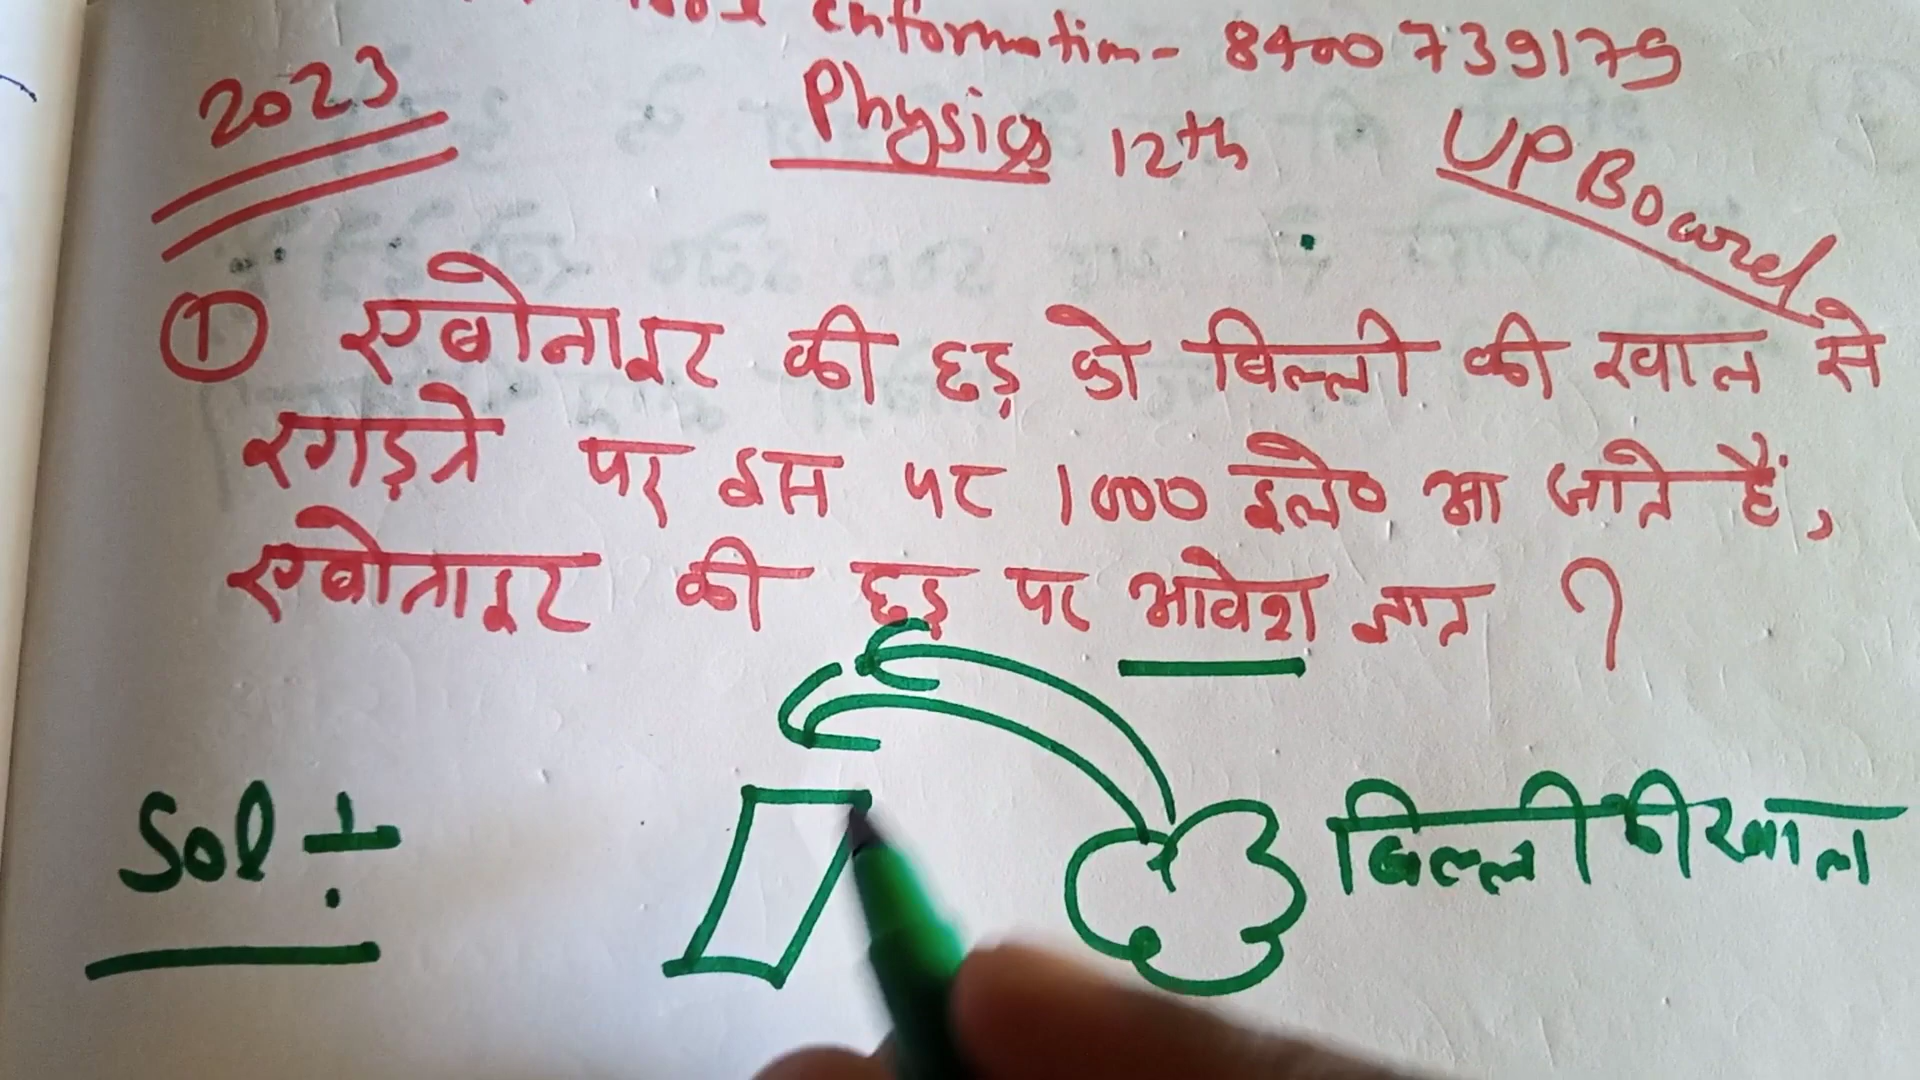 information- 8400739179
2023
Physics 12th
UP Board
① एबोनाइट की छड़ को बिल्ली की खाल से
रगड़ने पर इस पर 1000 इले० आ जाते हैं,
एबोनाइट की छड़ पर आवेश ज्ञात ?
Sol ÷
बिल्ली की खाल